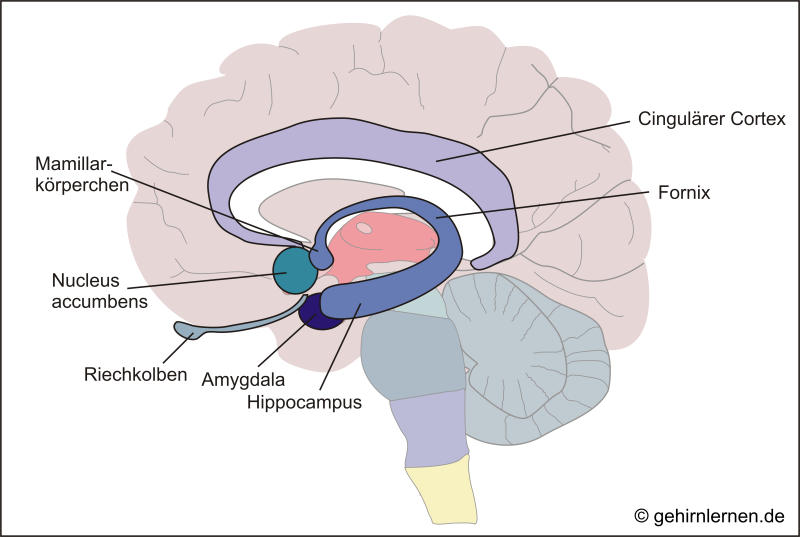 Cingulärer Cortex
Mamillar-
körperchen
Fornix
Nucleus
accumbens
Riechkolben
Amygdala
Hippocampus
© gehirnlernen.de